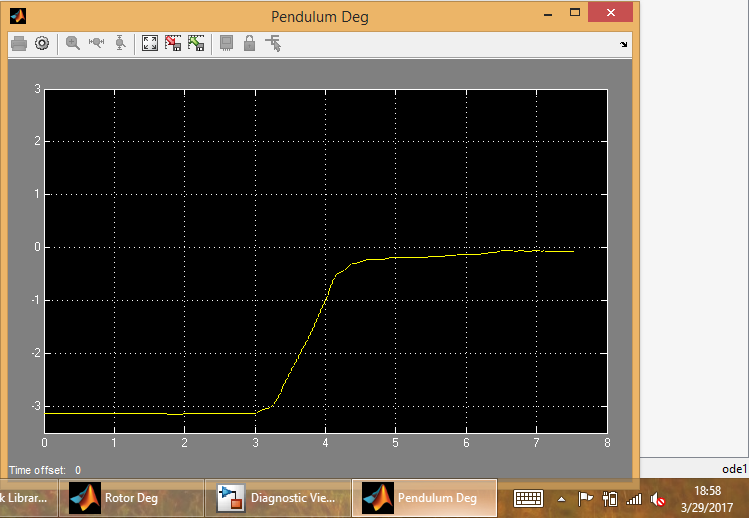 Pendulum Deg
3
2
1
0
-1
-2
-3
0 1 2 3 4 5 6 7 8
Time offset: 0
ode1
k Librar... Rotor Deg Diagnostic Vie... Pendulum Deg
18:58
3/29/2017